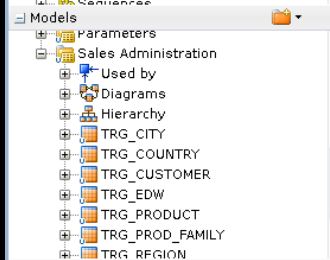 Sequences
Models
Parameters
Sales Administration
Used by
Diagrams
Hierarchy
TRG_CITY
TRG_COUNTRY
TRG_CUSTOMER
TRG_EDW
TRG_PRODUCT
TRG_PROD_FAMILY
TRG_REGION